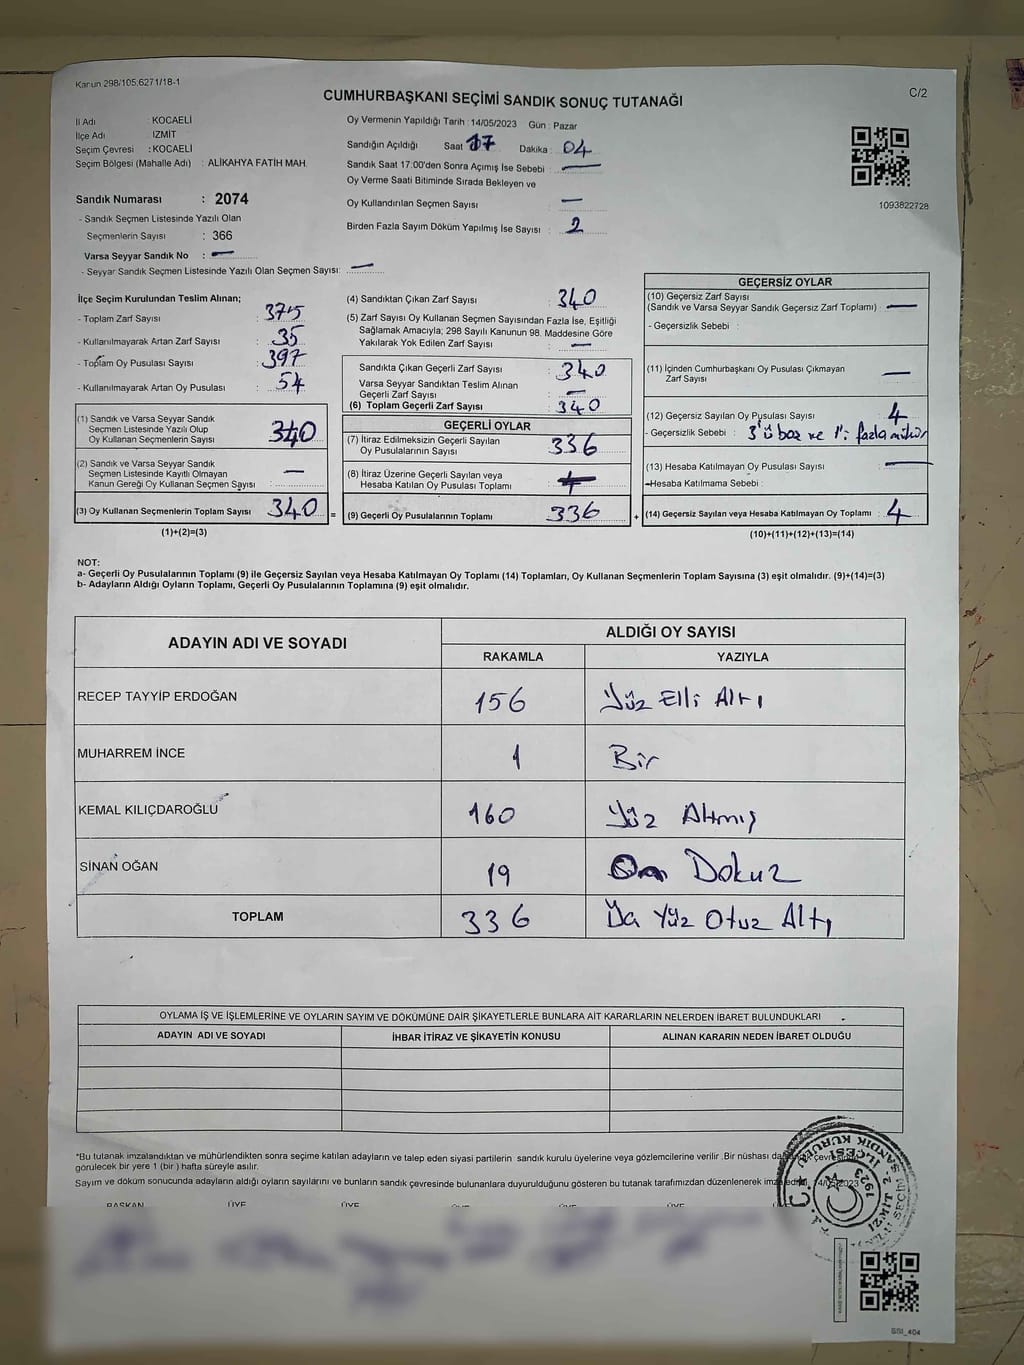 Kanun 298/105,6271/18-1
C/2
CUMHURBAŞKANI SEÇİMİ SANDIK SONUÇ TUTANAĞI
İl Adı : KOCAELİ
İlçe Adı İZMİT
Seçim Çevresi : KOCAELİ
Seçim Bölgesi (Mahalle Adı) : ALİKAHYA FATİH MAH.
Sandık Numarası : 2074
- Sandık Seçmen Listesinde Yazılı Olan
Seçmenlerin Sayısı : 366
Varsa Seyyar Sandık No : —
- Seyyar Sandık Seçmen Listesinde Yazılı Olan Seçmen Sayısı: —
Oy Vermenin Yapıldığı Tarih : 14/05/2023 Gün : Pazar
Sandığın Açıldığı Saat 17 Dakika : 04
Sandık Saat 17:00'den Sonra Açımış İse Sebebi : —
Oy Verme Saati Bitiminde Sırada Bekleyen ve
Oy Kullandırılan Seçmen Sayısı —
Birden Fazla Sayım Döküm Yapılmış İse Sayısı : 2
1093822728
İlçe Seçim Kurulundan Teslim Alınan;
- Toplam Zarf Sayısı : 375
- Kullanılmayarak Artan Zarf Sayısı : 35
- Toplam Oy Pusulası Sayısı : 397
- Kullanılmayarak Artan Oy Pusulası : 54
(1) Sandık ve Varsa Seyyar Sandık
Seçmen Listesinde Yazılı Olup
Oy Kullanan Seçmenlerin Sayısı 340
(2) Sandık ve Varsa Seyyar Sandık
Seçmen Listesinde Kayıtlı Olmayan
Kanun Gereği Oy Kullanan Seçmen Sayısı : —
(3) Oy Kullanan Seçmenlerin Toplam Sayısı 340
(1)+(2)=(3)
=
(4) Sandıktan Çıkan Zarf Sayısı : 340
(5) Zarf Sayısı Oy Kullanan Seçmen Sayısından Fazla İse, Eşitliği
Sağlamak Amacıyla; 298 Sayılı Kanunun 98. Maddesine Göre
Yakılarak Yok Edilen Zarf Sayısı : —
Sandıkta Çıkan Geçerli Zarf Sayısı : 340
Varsa Seyyar Sandıktan Teslim Alınan
Geçerli Zarf Sayısı : —
(6) Toplam Geçerli Zarf Sayısı : 340
GEÇERLİ OYLAR
(7) İtiraz Edilmeksizin Geçerli Sayılan
Oy Pusulalarının Sayısı 336
(8) İtiraz Üzerine Geçerli Sayılan veya
Hesaba Katılan Oy Pusulası Toplamı :
(9) Geçerli Oy Pusulalarının Toplamı 336
+
GEÇERSİZ OYLAR
(10) Geçersiz Zarf Sayısı
(Sandık ve Varsa Seyyar Sandık Geçersiz Zarf Toplamı) : —
- Geçersizlik Sebebi :
(11) İçinden Cumhurbaşkanı Oy Pusulası Çıkmayan
Zarf Sayısı —
(12) Geçersiz Sayılan Oy Pusulası Sayısı 4
- Geçersizlik Sebebi : 3'ü boş ve 1'i fazla mühür
(13) Hesaba Katılmayan Oy Pusulası Sayısı —
-Hesaba Katılmama Sebebi :
(14) Geçersiz Sayılan veya Hesaba Katılmayan Oy Toplamı : 4
(10)+(11)+(12)+(13)=(14)
NOT:
a- Geçerli Oy Pusulalarının Toplamı (9) ile Geçersiz Sayılan veya Hesaba Katılmayan Oy Toplamı (14) Toplamları, Oy Kullanan Seçmenlerin Toplam Sayısına (3) eşit olmalıdır. (9)+(14)=(3)
b- Adayların Aldığı Oyların Toplamı, Geçerli Oy Pusulalarının Toplamına (9) eşit olmalıdır.
ADAYIN ADI VE SOYADI
ALDIĞI OY SAYISI
RAKAMLA YAZIYLA
RECEP TAYYİP ERDOĞAN 156 Yüz Elli Altı
MUHARREM İNCE 1 Bir
KEMAL KILIÇDAROĞLU 160 Yüz Altmış
SİNAN OĞAN 19 On Dokuz
TOPLAM 336 Üç Yüz Otuz Altı
OYLAMA İŞ VE İŞLEMLERİNE VE OYLARIN SAYIM VE DÖKÜMÜNE DAİR ŞİKAYETLERLE BUNLARA AİT KARARLARIN NELERDEN İBARET BULUNDUKLARI
ADAYIN ADI VE SOYADI İHBAR İTİRAZ VE ŞİKAYETİN KONUSU ALINAN KARARIN NEDEN İBARET OLDUĞU
*Bu tutanak imzalandıktan ve mühürlendikten sonra seçime katılan adayların ve talep eden siyasi partilerin sandık kurulu üyelerine veya gözlemcilerine verilir. Bir nüshası da çevresinde
görülecek bir yere 1 (bir) hafta süreyle asılır.
Sayım ve döküm sonucunda adayların aldığı oyların sayılarını ve bunların sandık çevresinde bulunanlara duyurulduğunu gösteren bu tutanak tarafımızdan düzenlenerek imza edildi. 14/05/2023
BAŞKAN ÜYE ÜYE ÜYE ÜYE ÜYE
T.C. İZMİT 2. İLÇESİ SANDIK KURULU
1923
SSI_404